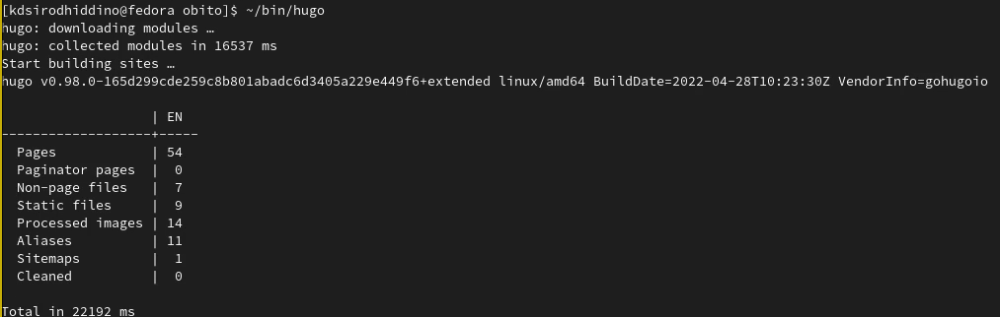 [kdsirodhiddino@fedora obito]$ ~/bin/hugo
hugo: downloading modules …
hugo: collected modules in 16537 ms
Start building sites …
hugo v0.98.0-165d299cde259c8b801abadc6d3405a229e449f6+extended linux/amd64 BuildDate=2022-04-28T10:23:30Z VendorInfo=gohugoio
                   | EN
-------------------+-----
  Pages            | 54
  Paginator pages  |  0
  Non-page files   |  7
  Static files     |  9
  Processed images | 14
  Aliases          | 11
  Sitemaps         |  1
  Cleaned          |  0
Total in 22192 ms